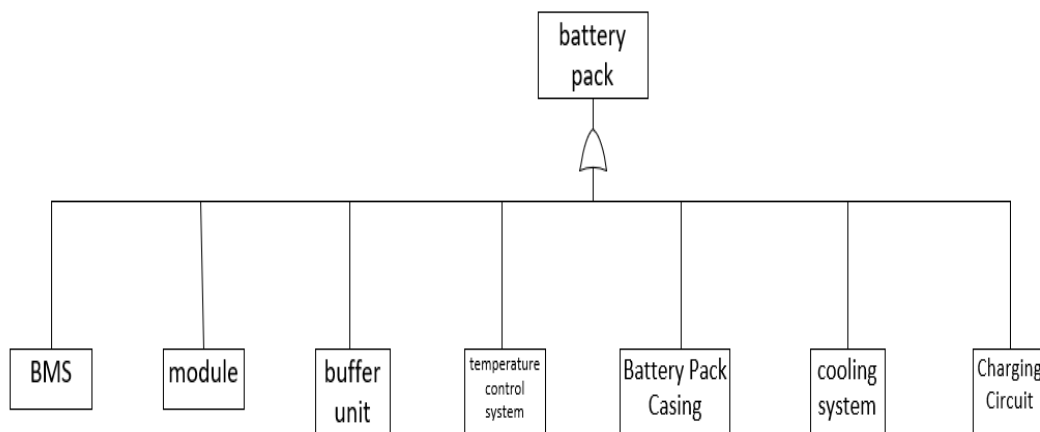 battery
pack
BMS
module
buffer
unit
temperature
control
system
Battery Pack
Casing
cooling
system
Charging
Circuit